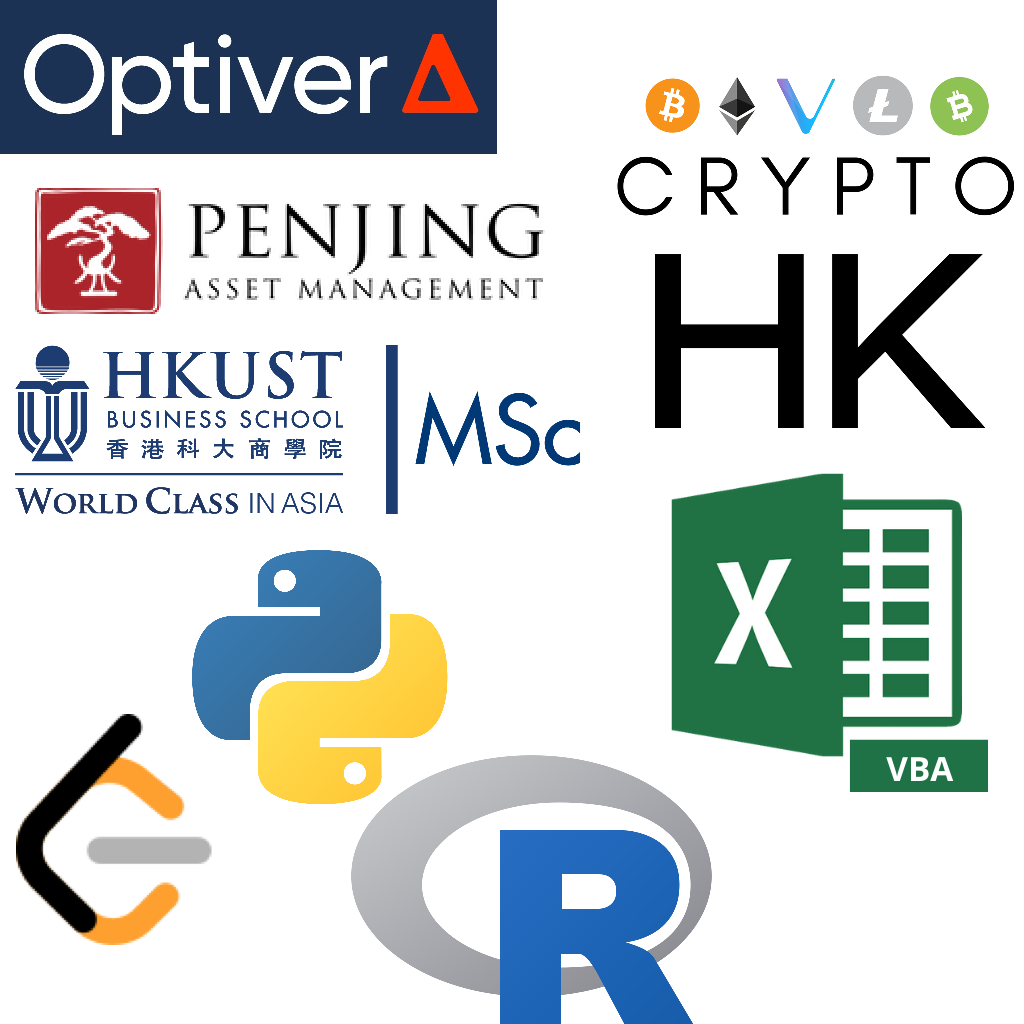 Optiver
CRYPTO
HK
PENJING
ASSET MANAGEMENT
HKUST
BUSINESS SCHOOL
香港科大商學院
WORLD CLASS IN ASIA
MSc
X
VBA
R